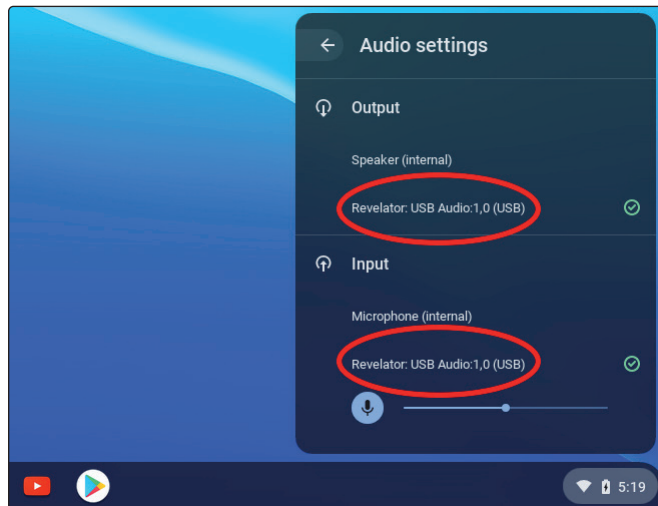 Audio settings
Output
Speaker (internal)
Revelator: USB Audio:1,0 (USB)
Input
Microphone (internal)
Revelator: USB Audio:1,0 (USB)
5:19